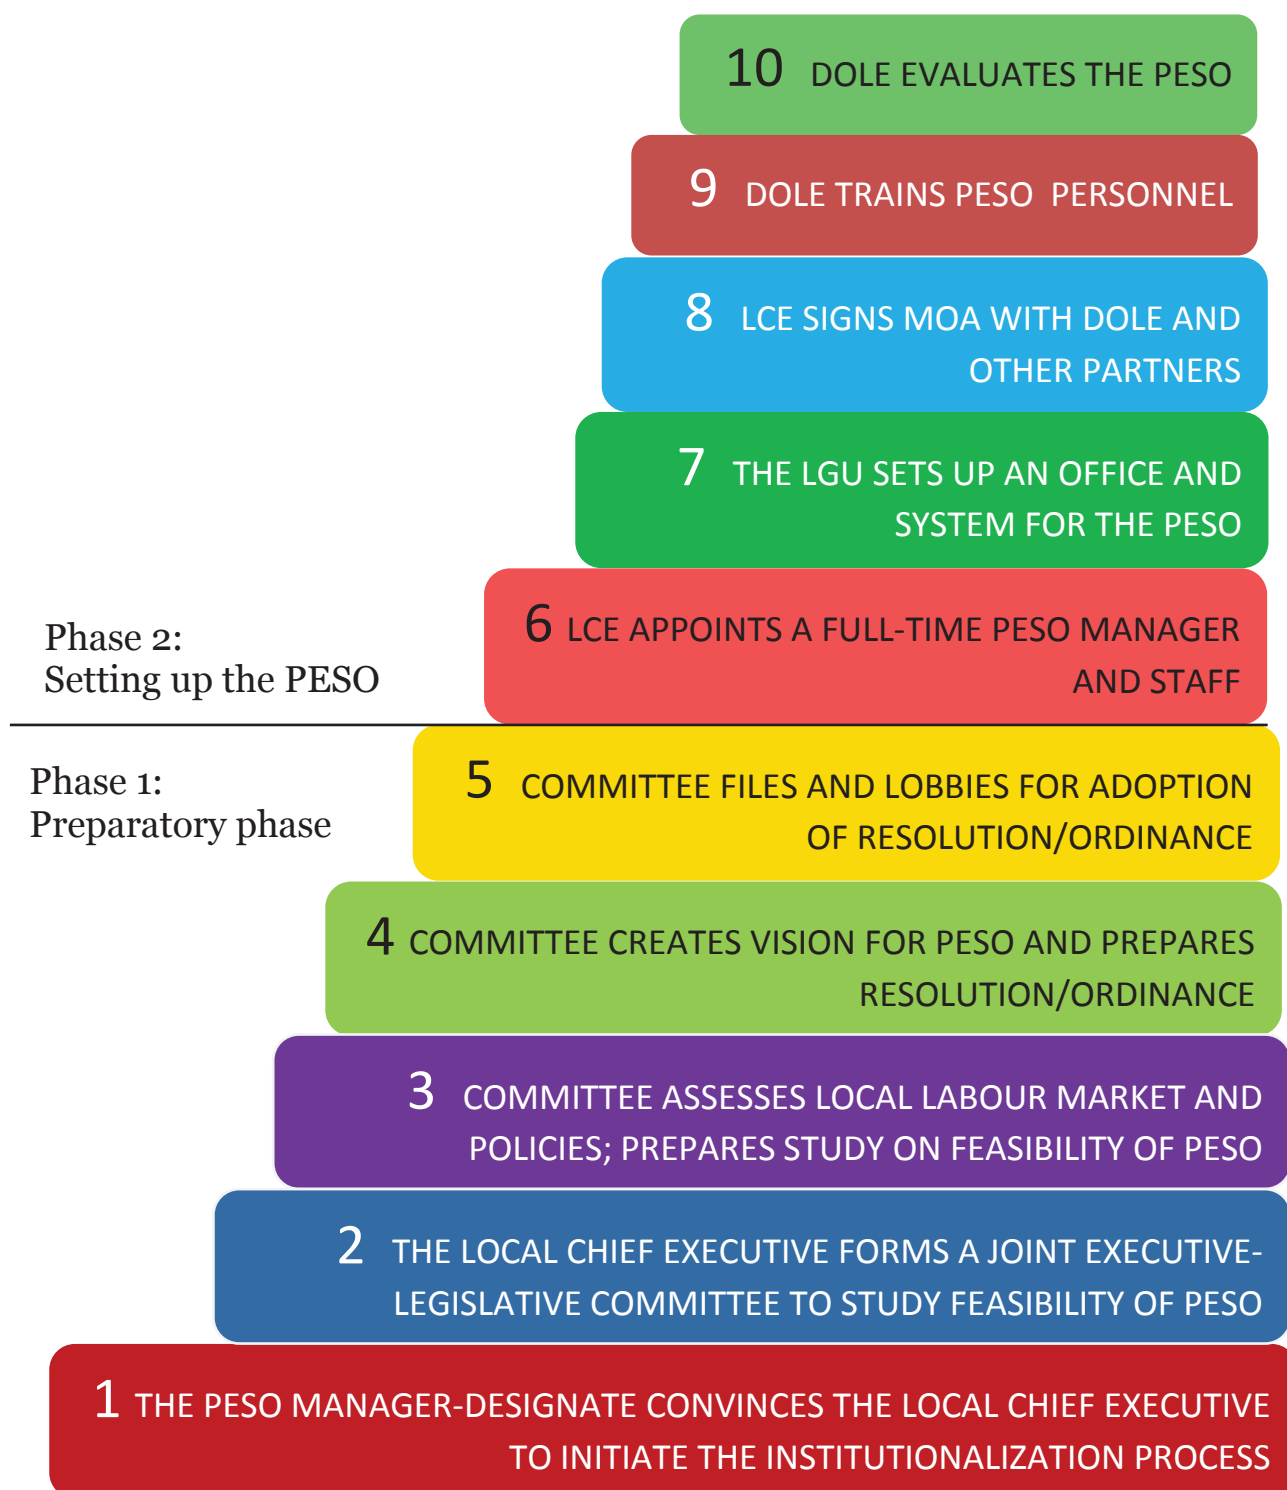 10 DOLE EVALUATES THE PESO
9 DOLE TRAINS PESO PERSONNEL
8 LCE SIGNS MOA WITH DOLE AND
OTHER PARTNERS
7 THE LGU SETS UP AN OFFICE AND
SYSTEM FOR THE PESO
6 LCE APPOINTS A FULL-TIME PESO MANAGER
AND STAFF
Phase 2:
Setting up the PESO
Phase 1:
Preparatory phase
5 COMMITTEE FILES AND LOBBIES FOR ADOPTION
OF RESOLUTION/ORDINANCE
4 COMMITTEE CREATES VISION FOR PESO AND PREPARES
RESOLUTION/ORDINANCE
3 COMMITTEE ASSESSES LOCAL LABOUR MARKET AND
POLICIES; PREPARES STUDY ON FEASIBILITY OF PESO
2 THE LOCAL CHIEF EXECUTIVE FORMS A JOINT EXECUTIVE-
LEGISLATIVE COMMITTEE TO STUDY FEASIBILITY OF PESO
1 THE PESO MANAGER-DESIGNATE CONVINCES THE LOCAL CHIEF EXECUTIVE
TO INITIATE THE INSTITUTIONALIZATION PROCESS